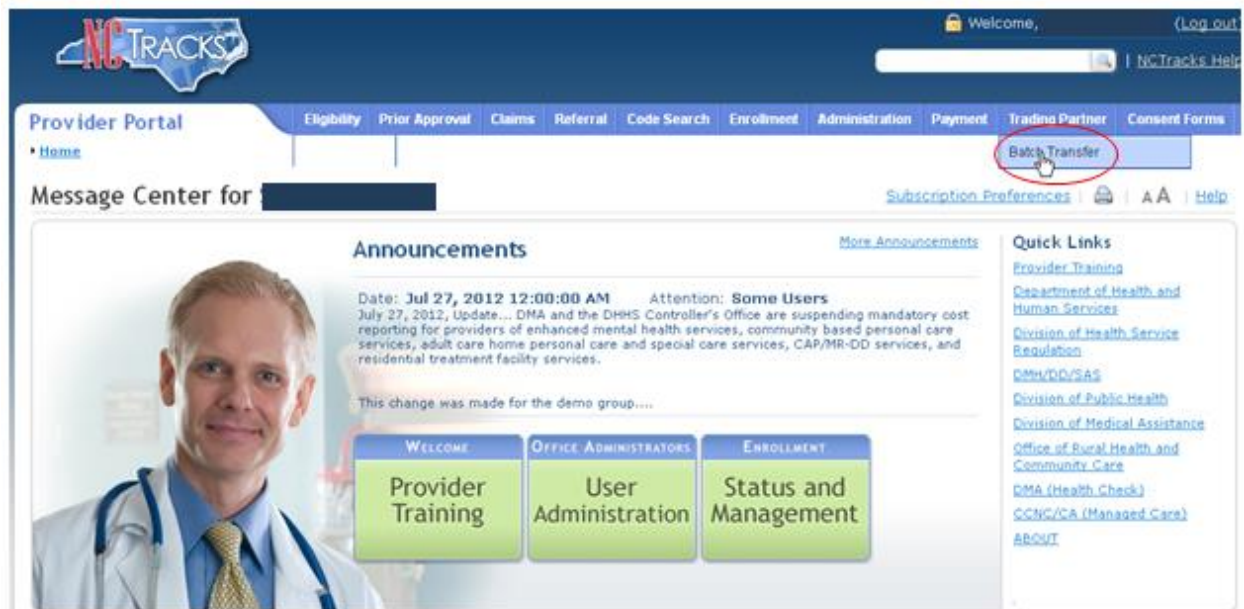 NCTRACKS
Welcome, (Log out)
| NCTracks Help
Provider Portal
Eligibility Prior Approval Claims Referral Code Search Enrollment Administration Payment Trading Partner Consent Forms
Home
Batch Transfer
Message Center for
Subscription Preferences | | A A | Help
Announcements
More Announcements
Date: Jul 27, 2012 12:00:00 AM Attention: Some Users
July 27, 2012, Update... DMA and the DHHS Controller's Office are suspending mandatory cost
reporting for providers of enhanced mental health services, community based personal care
services, adult care home personal care and special care services, CAP/MR-DD services, and
residential treatment facility services.
This change was made for the demo group....
WELCOME
Provider
Training
OFFICE ADMINISTRATORS
User
Administration
ENROLLMENT
Status and
Management
Quick Links
Provider Training
Department of Health and
Human Services
Division of Health Service
Regulation
DMH/DD/SAS
Division of Public Health
Division of Medical Assistance
Office of Rural Health and
Community Care
DMA (Health Check)
CCNC/CA (Managed Care)
ABOUT